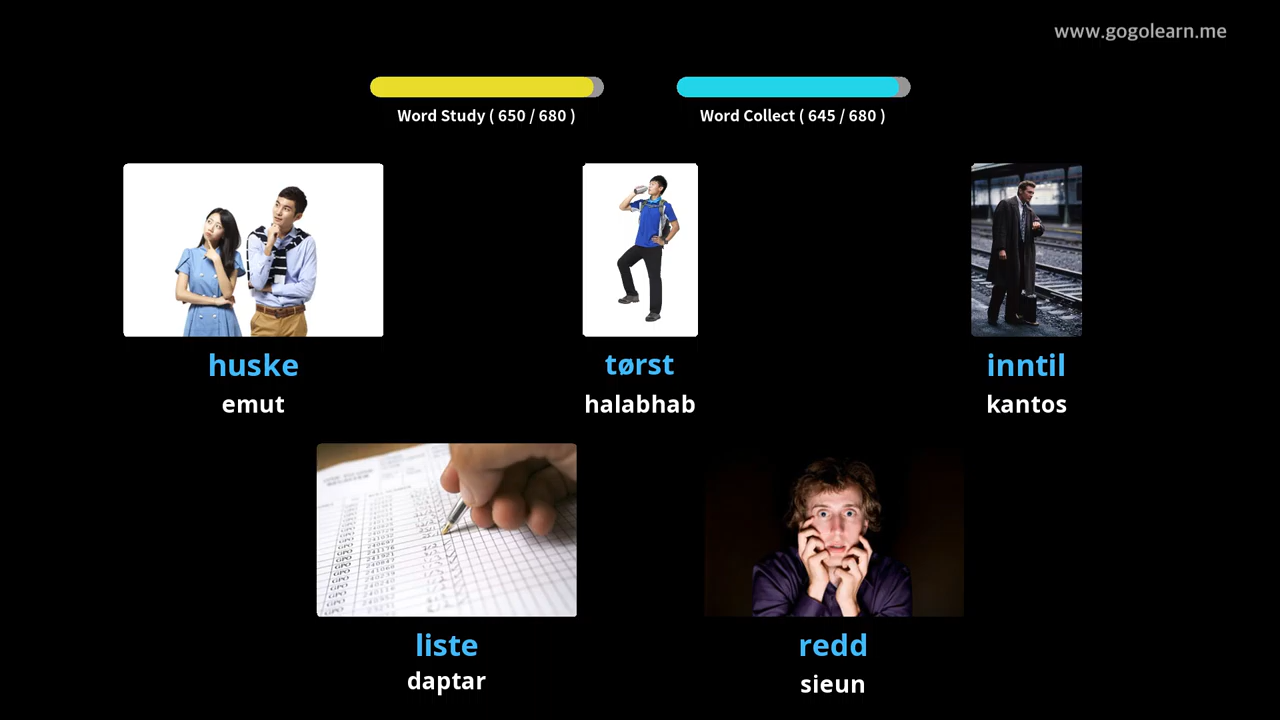 www.gogolearn.me
Word Study ( 650 / 680 )
Word Collect ( 645 / 680 )
huske
emut
tørst
halabhab
inntil
kantos
liste
daptar
redd
sieun